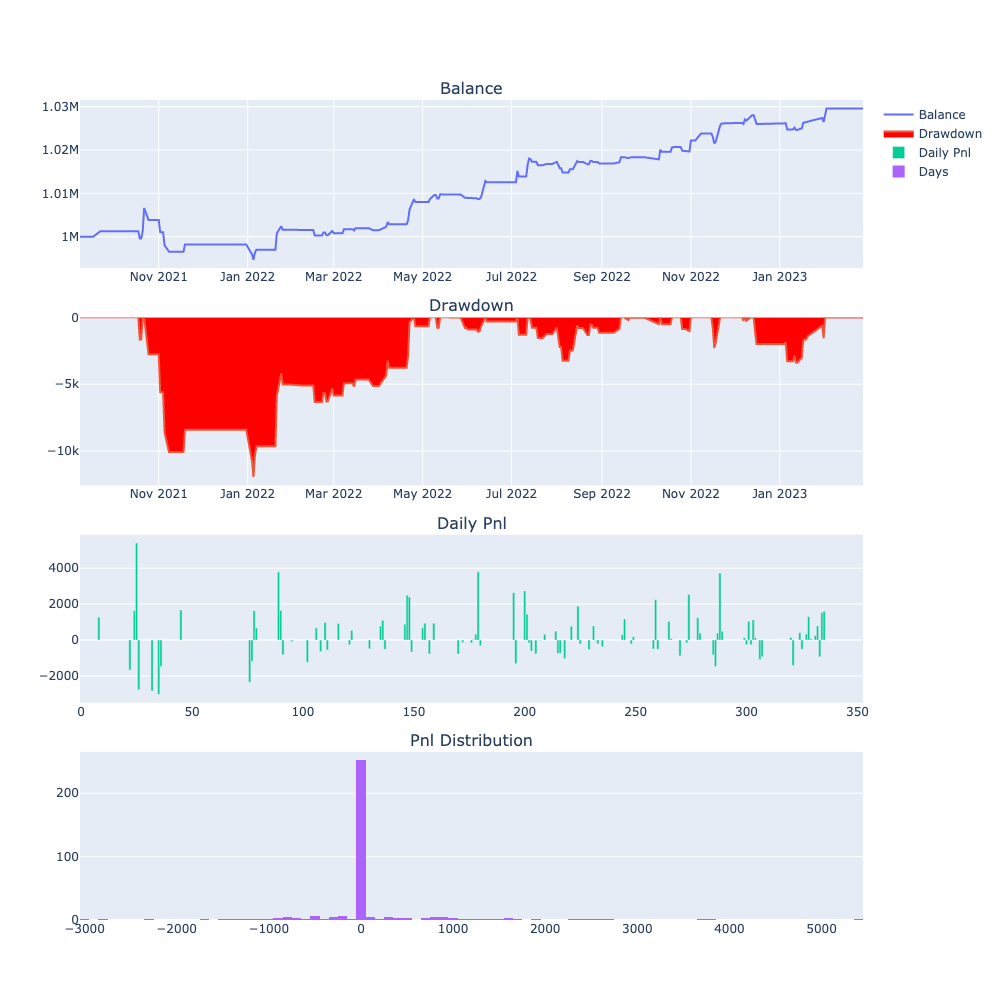 Balance
1.03M
1.02M
1.01M
1M
Nov 2021 Jan 2022 Mar 2022 May 2022 Jul 2022 Sep 2022 Nov 2022 Jan 2023
Balance
Drawdown
Daily Pnl
Days
Drawdown
0
−5k
−10k
Nov 2021 Jan 2022 Mar 2022 May 2022 Jul 2022 Sep 2022 Nov 2022 Jan 2023
Daily Pnl
4000
2000
0
−2000
0 50 100 150 200 250 300 350
Pnl Distribution
200
100
0
−3000 −2000 −1000 0 1000 2000 3000 4000 5000